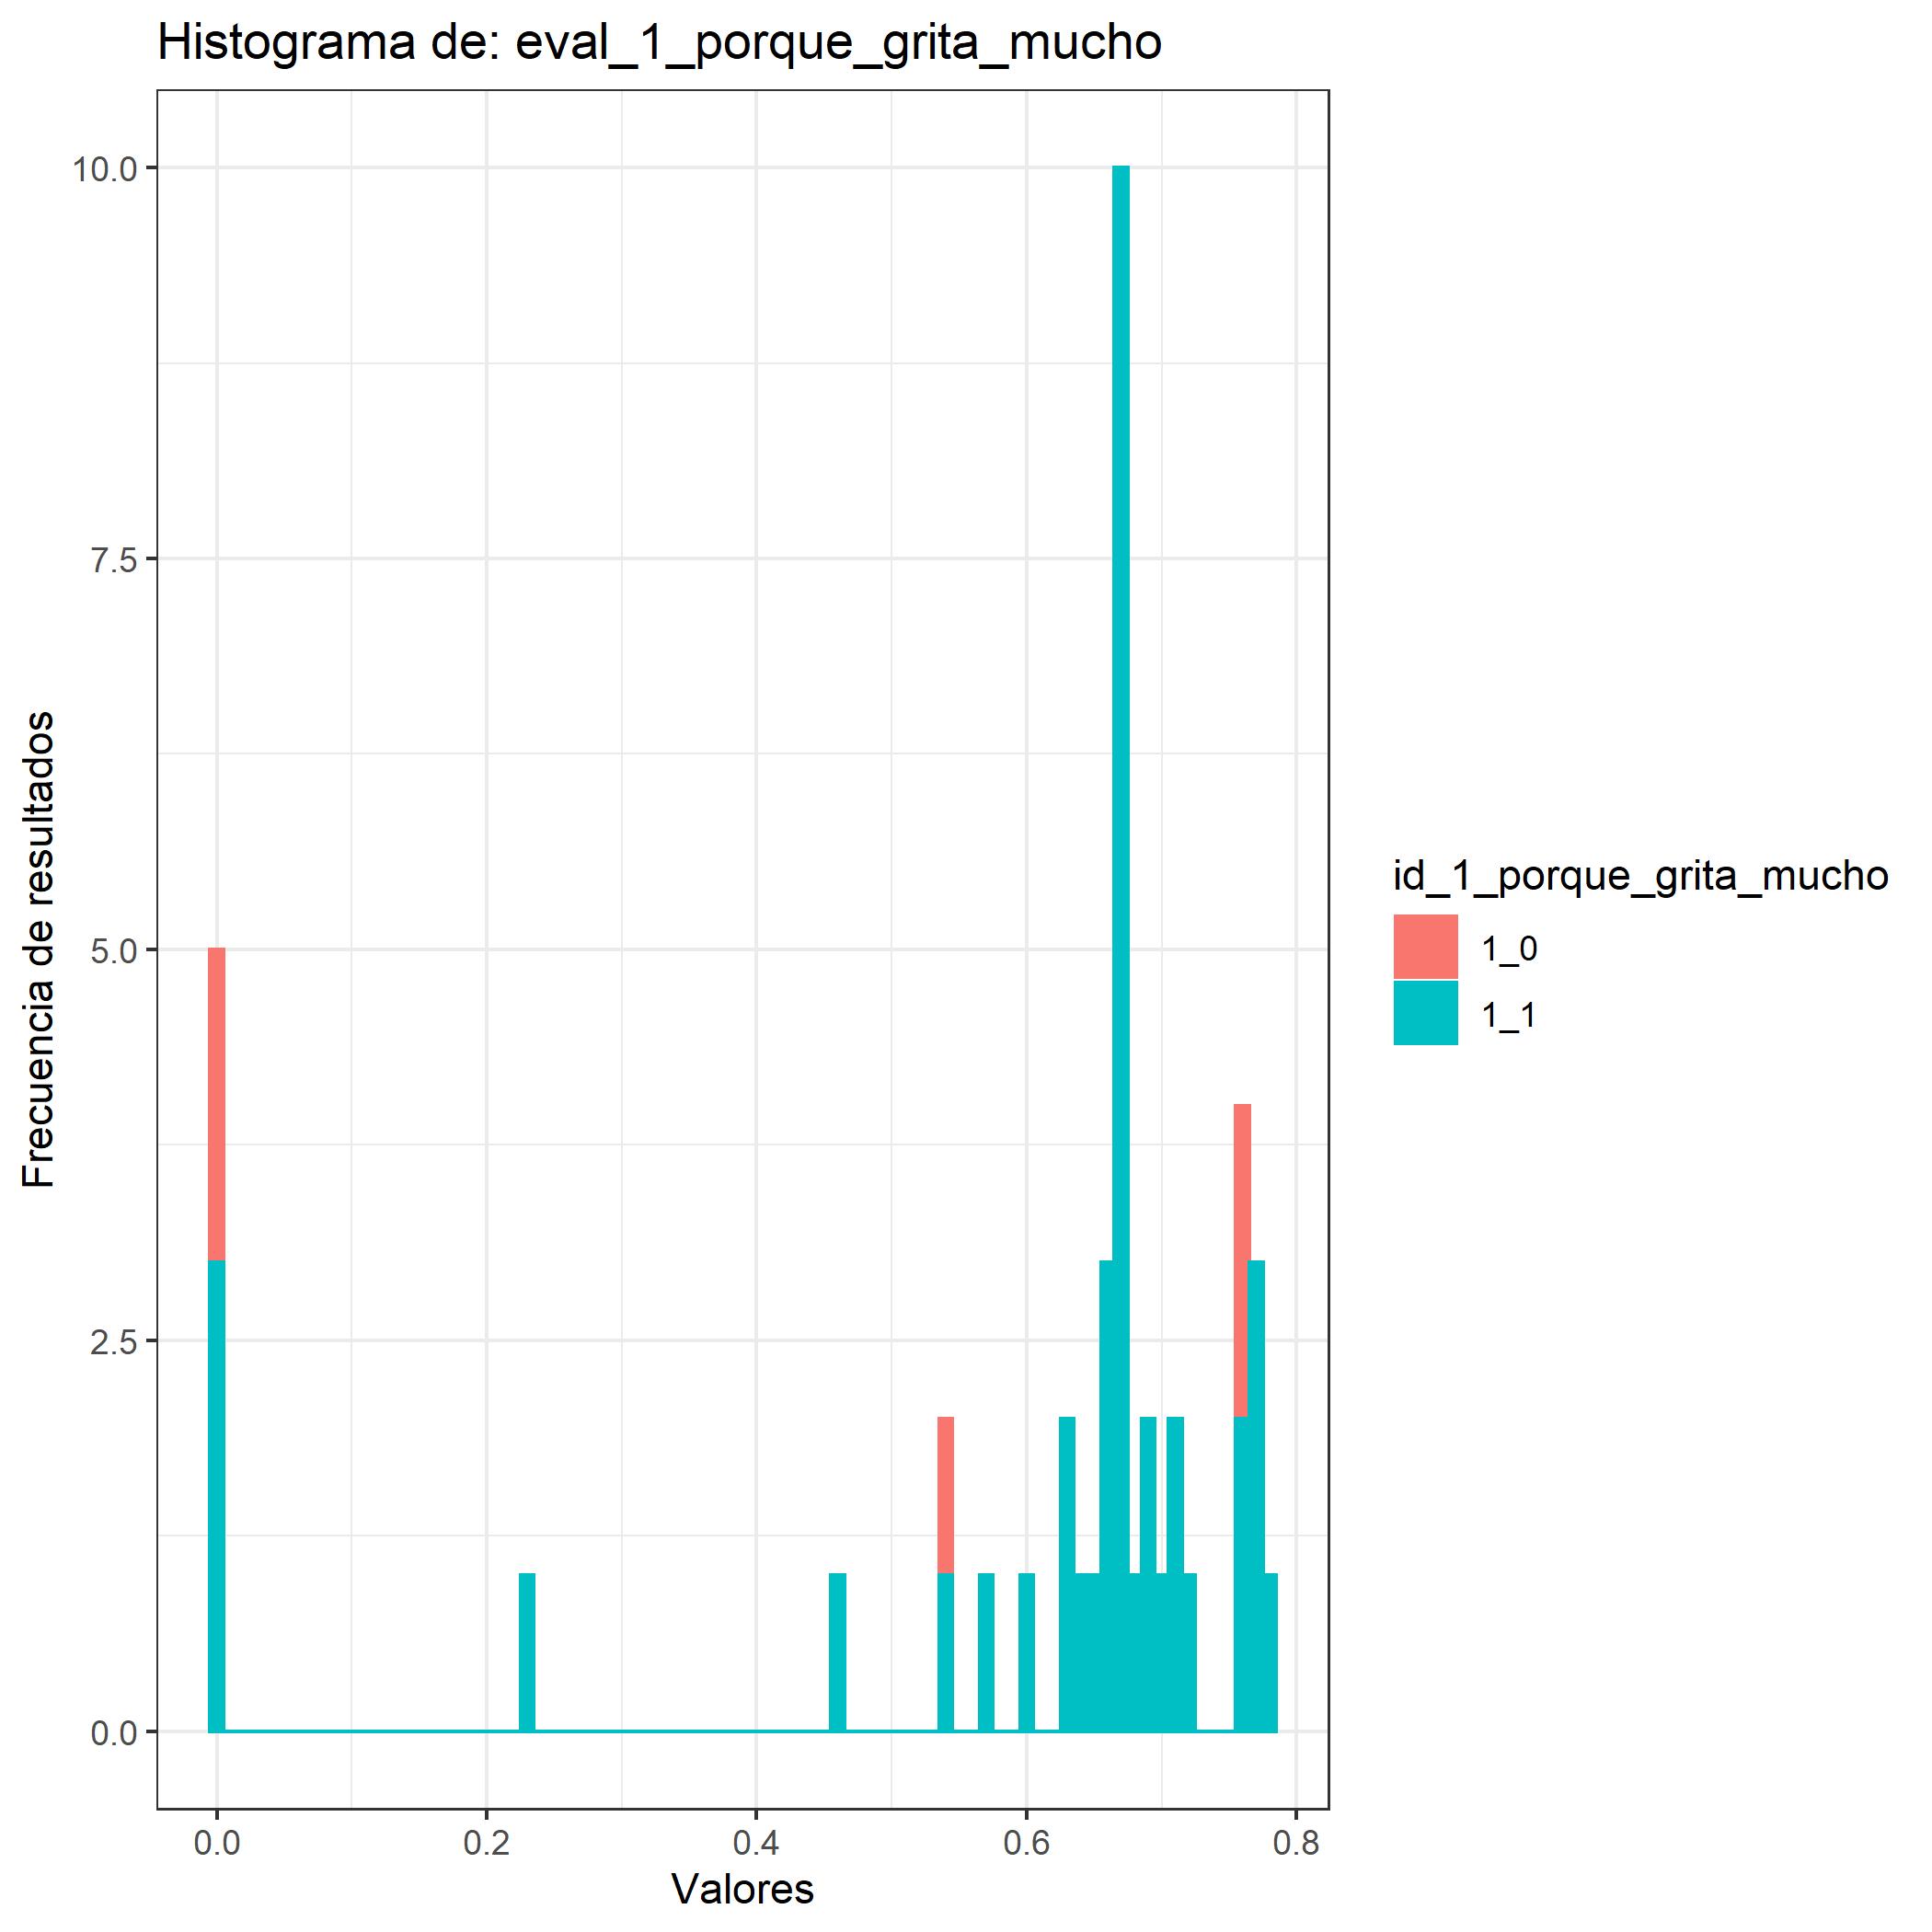 Histograma de: eval_1_porque_grita_mucho
10.0
7.5
5.0
2.5
0.0
Frecuencia de resultados
0.0 0.2 0.4 0.6 0.8
Valores
id_1_porque_grita_mucho
1_0
1_1